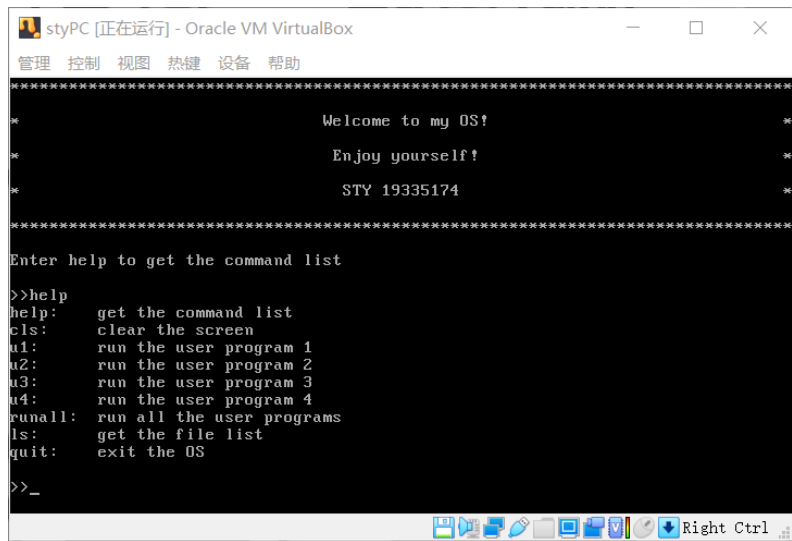 styPC [正在运行] - Oracle VM VirtualBox
管理 控制 视图 热键 设备 帮助
********************************************************************************
* Welcome to my OS! *
* Enjoy yourself! *
* STY 19335174 *
********************************************************************************
Enter help to get the command list
>>help
help: get the command list
cls: clear the screen
u1: run the user program 1
u2: run the user program 2
u3: run the user program 3
u4: run the user program 4
runall: run all the user programs
ls: get the file list
quit: exit the OS
>>_
Right Ctrl